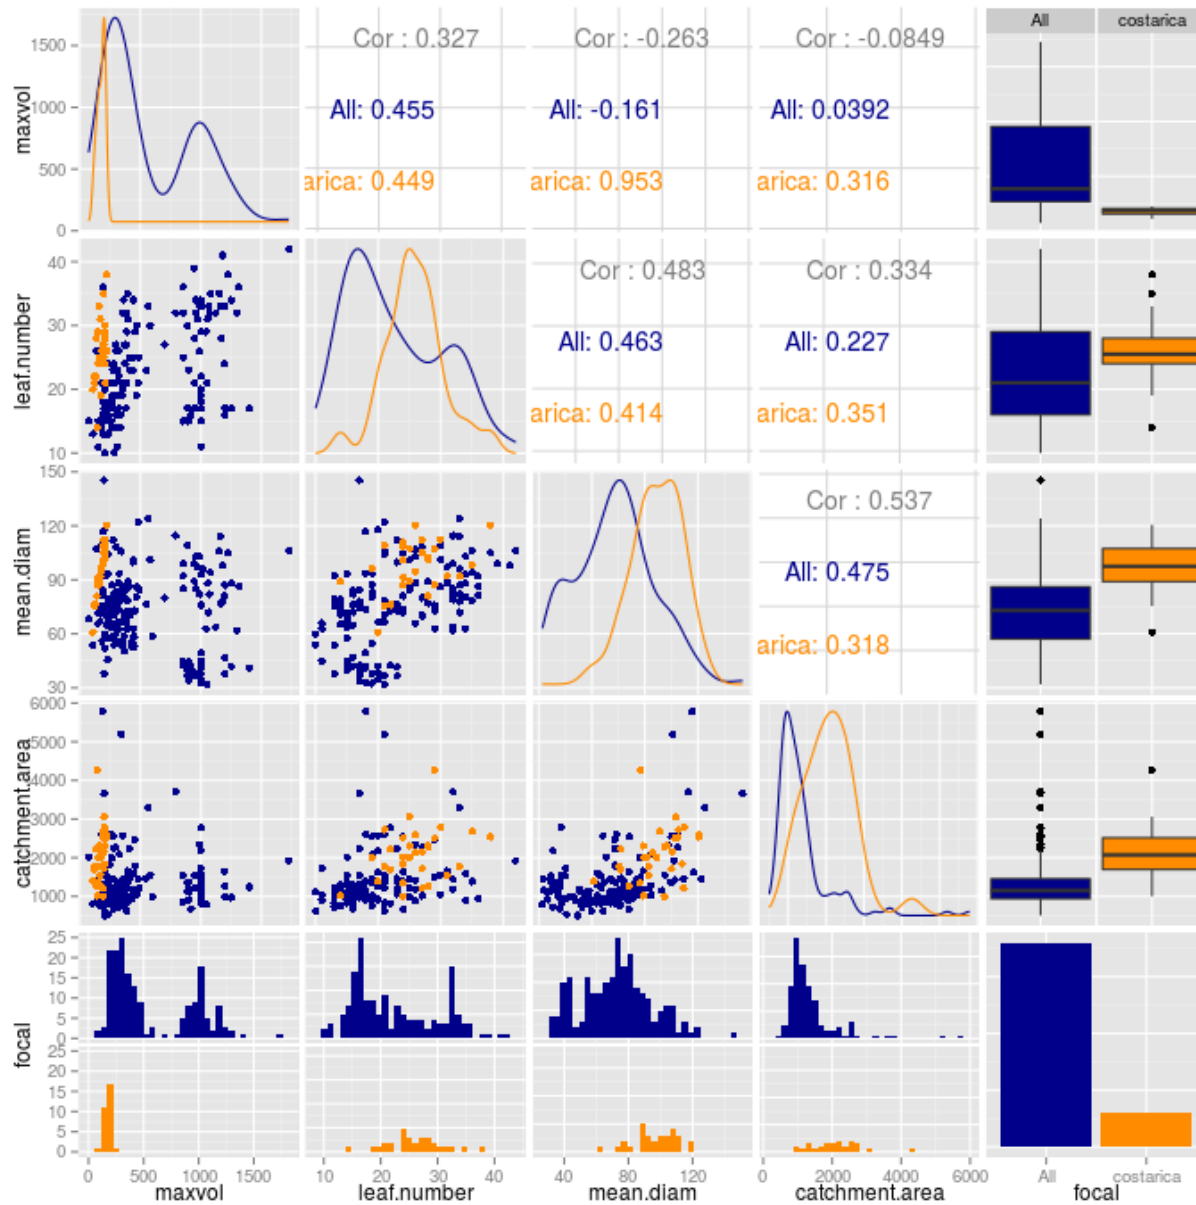 All costarica
maxvol
1500
1000
500
0
Cor : 0.327
All: 0.455
arica: 0.449
Cor : -0.263
All: -0.161
arica: 0.953
Cor : -0.0849
All: 0.0392
arica: 0.316
leaf.number
40
30
20
10
Cor : 0.483
All: 0.463
arica: 0.414
Cor : 0.334
All: 0.227
arica: 0.351
mean.diam
150
120
90
60
30
Cor : 0.537
All: 0.475
arica: 0.318
catchment.area
6000
5000
4000
3000
2000
1000
focal
25
20
15
10
5
0
25
20
15
10
5
0
0 500 1000 1500
10 20 30 40
40 80 120
0 2000 4000 6000
All costarica
maxvol leaf.number mean.diam catchment.area focal